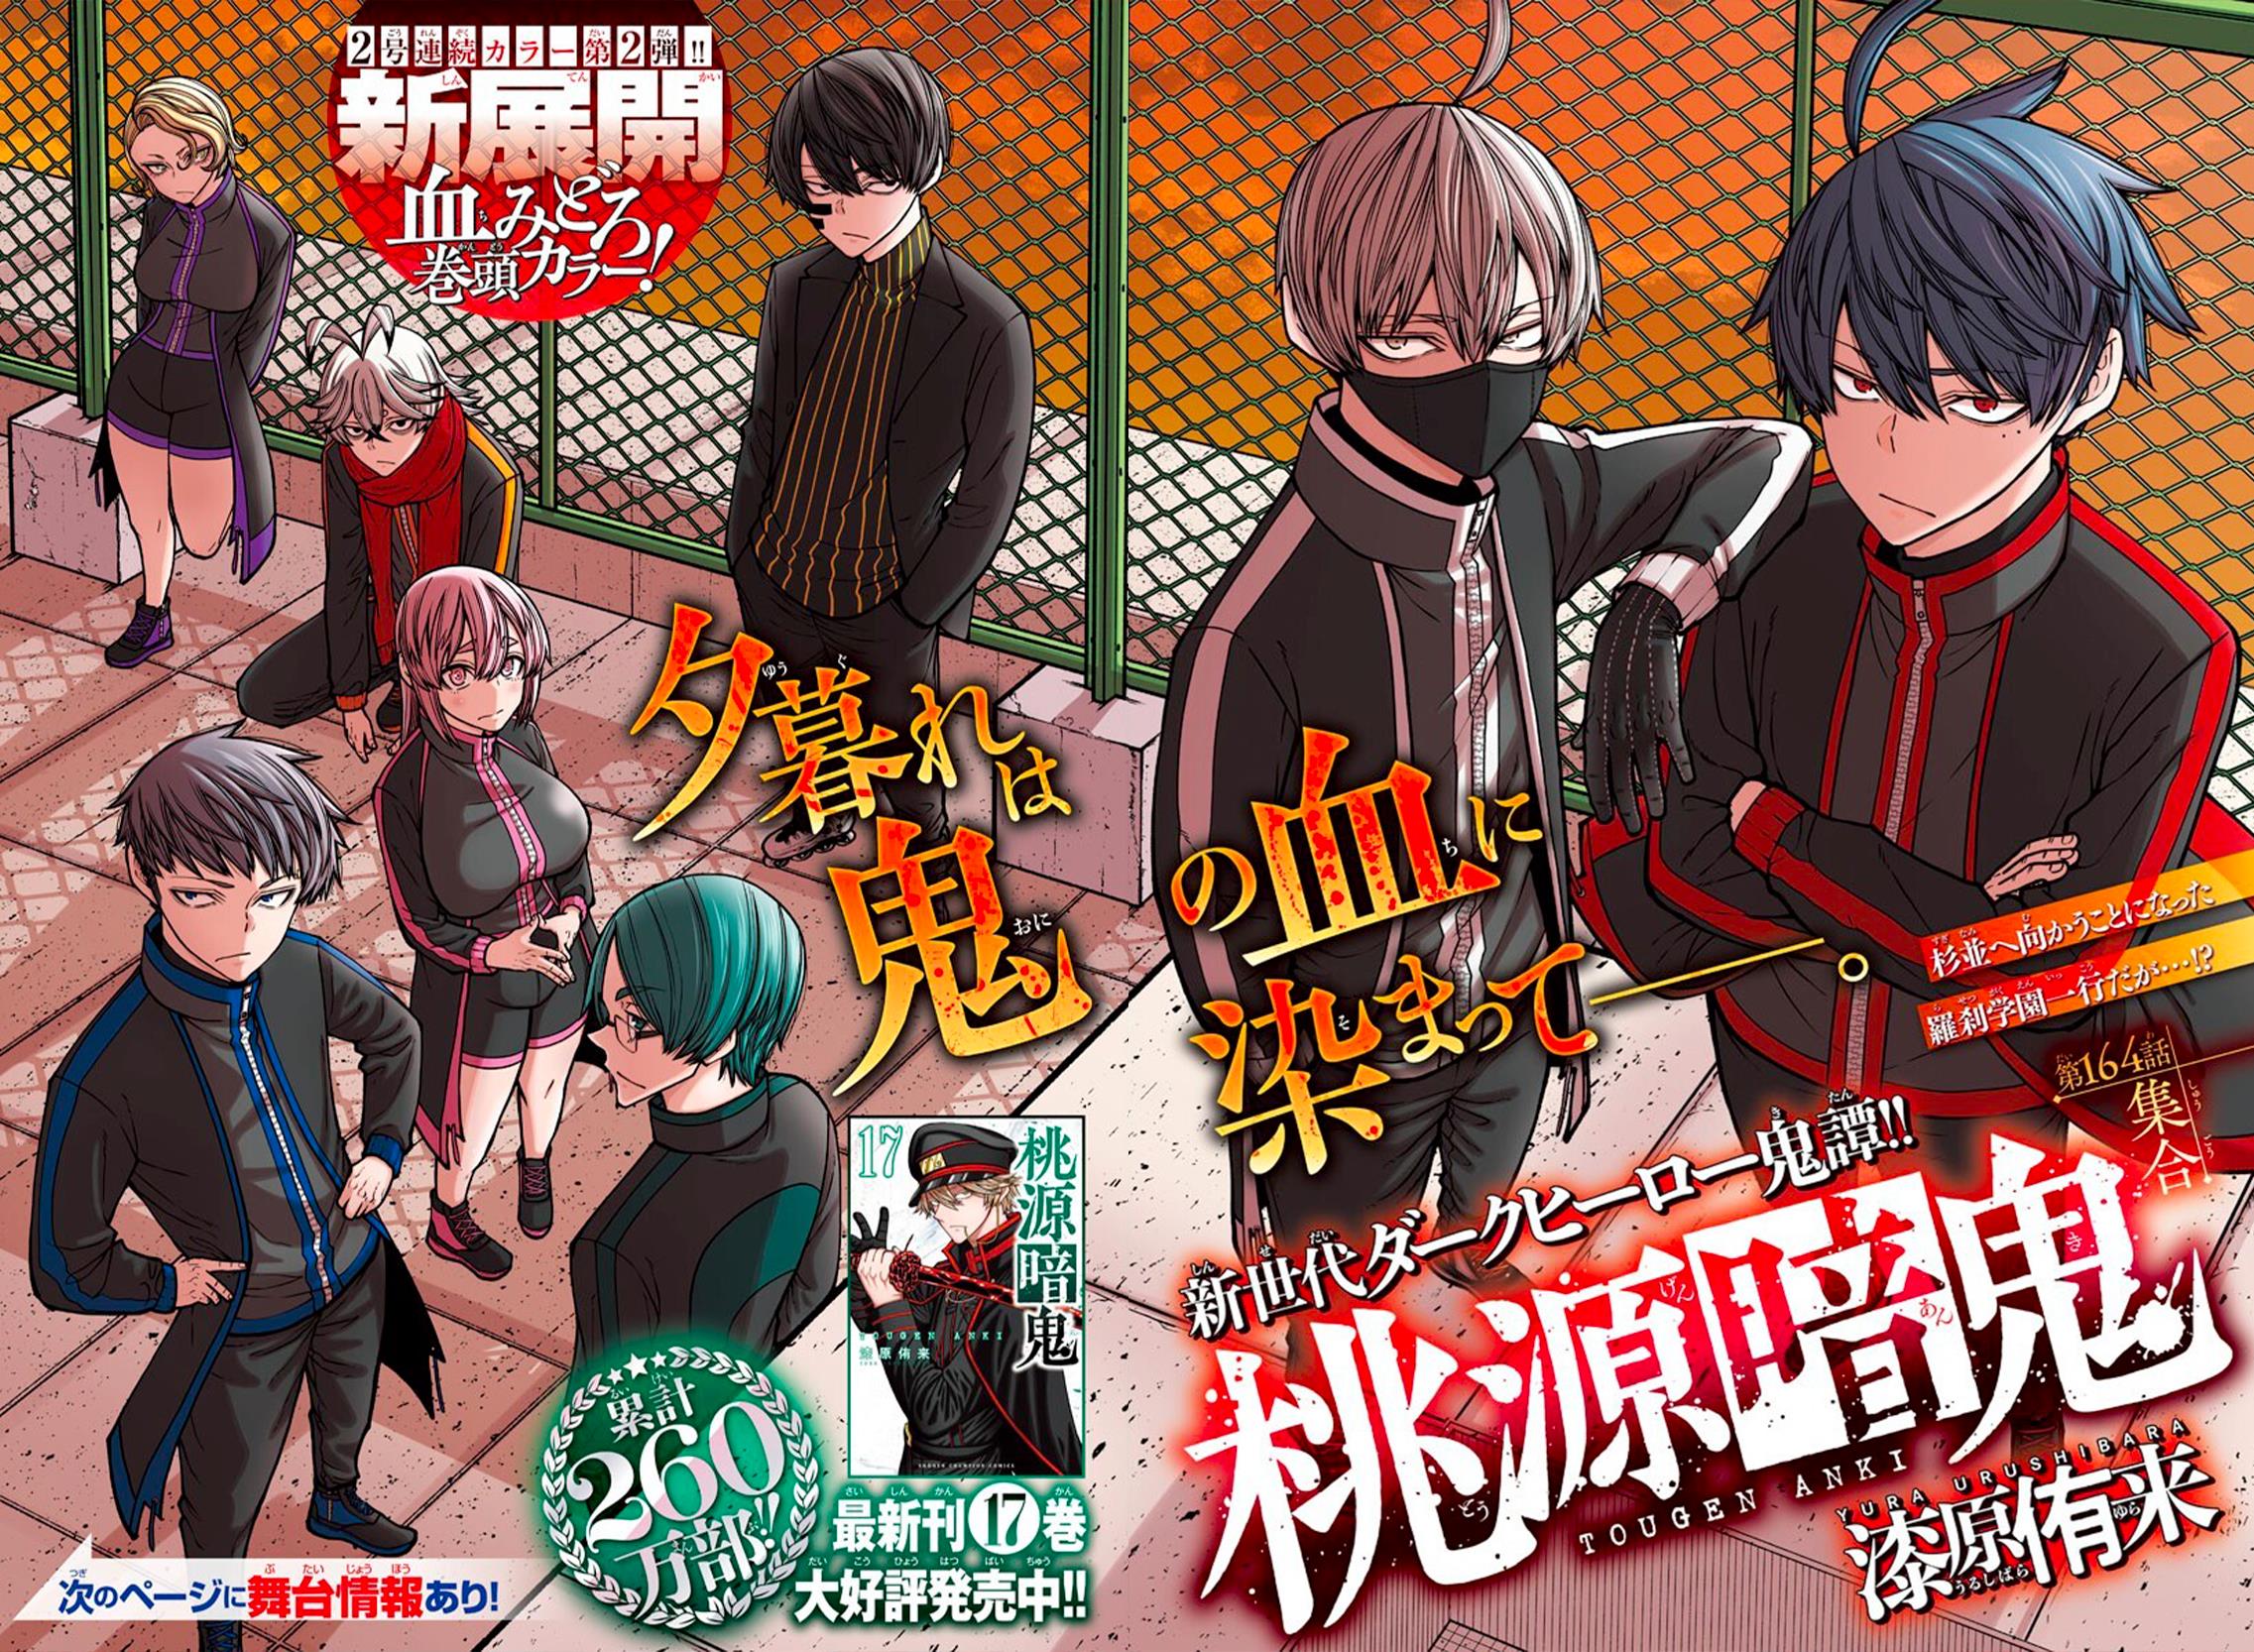 2号連続カラー第2弾!!
新展開
血みどろ
巻頭カラー!
夕暮れは
鬼
の血に
染まって――。
杉並へ向かうことになった
羅刹学園一行だが…!?
第164話
集合
新世代ダークヒーロー鬼譚!!
桃源暗鬼
TOUGEN ANKI
YURA URUSHIBARA
漆原侑来
17
桃源暗鬼
TOUGEN ANKI
漆原侑来
SHONEN CHAMPION COMICS
累計
260
万部!!
最新刊17巻
大好評発売中!!
次のページに舞台情報あり!